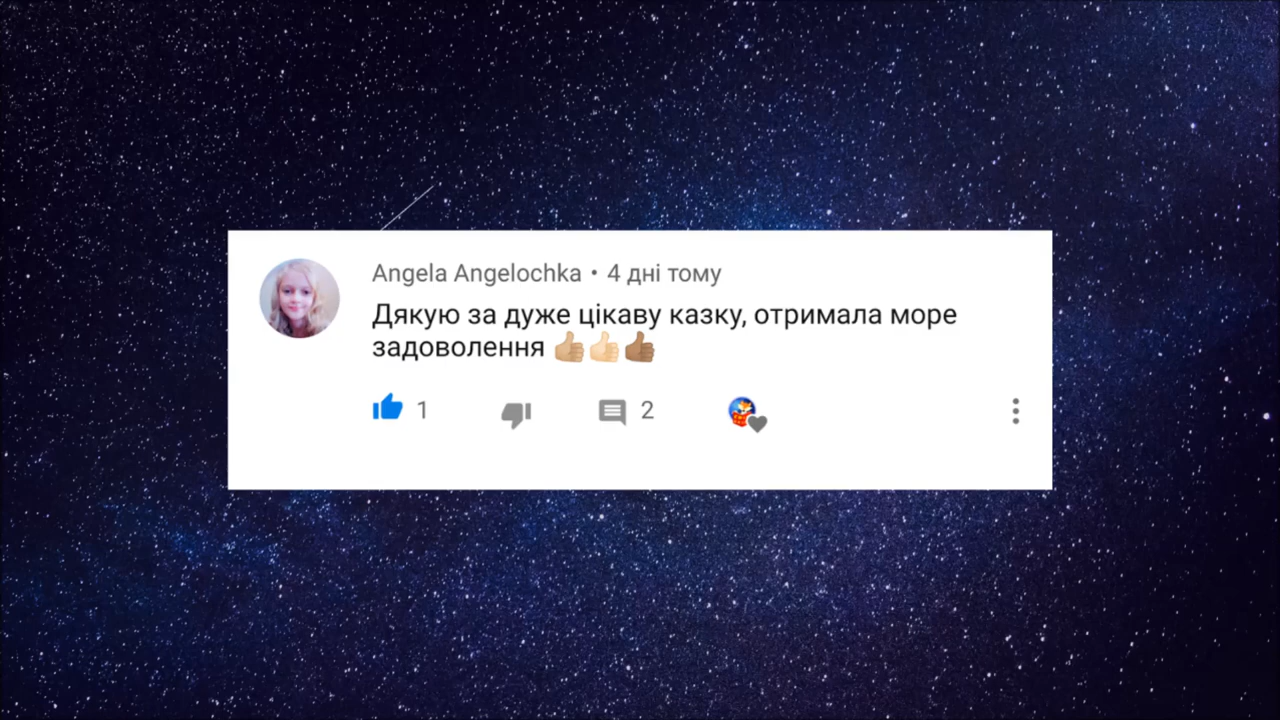 Angela Angelochka • 4 дні тому
Дякую за дуже цікаву казку, отримала море
задоволення 👍🏼👍🏻👍🏽
1
2